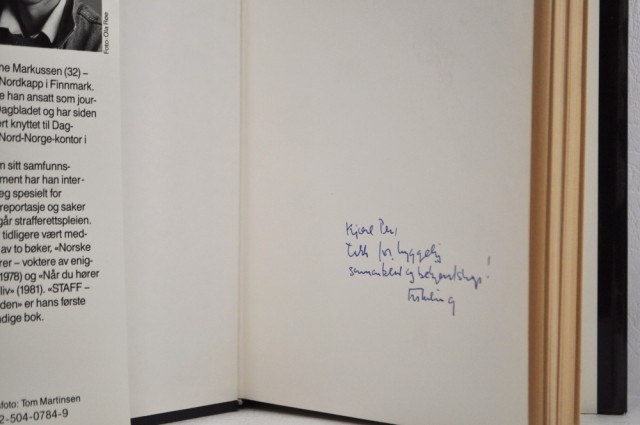 Foto: Ola Røe
ne Markussen (32) –
Nordkapp i Finnmark.
e han ansatt som jour-
Dagbladet og har siden
ert knyttet til Dag-
Nord-Norge-kontor i
m sitt samfunns-
ment har han inter-
eg spesielt for
reportasje og saker
går strafferettspleien.
tidligere vært med-
av to bøker, «Norske
rer – voktere av enig-
1978) og «Når du hører
liv» (1981). «STAFF –
den» er hans første
ndige bok.
sfoto: Tom Martinsen
2-504-0784-9
Kjære Per,
Takk for hyggelig
samarbeid og !